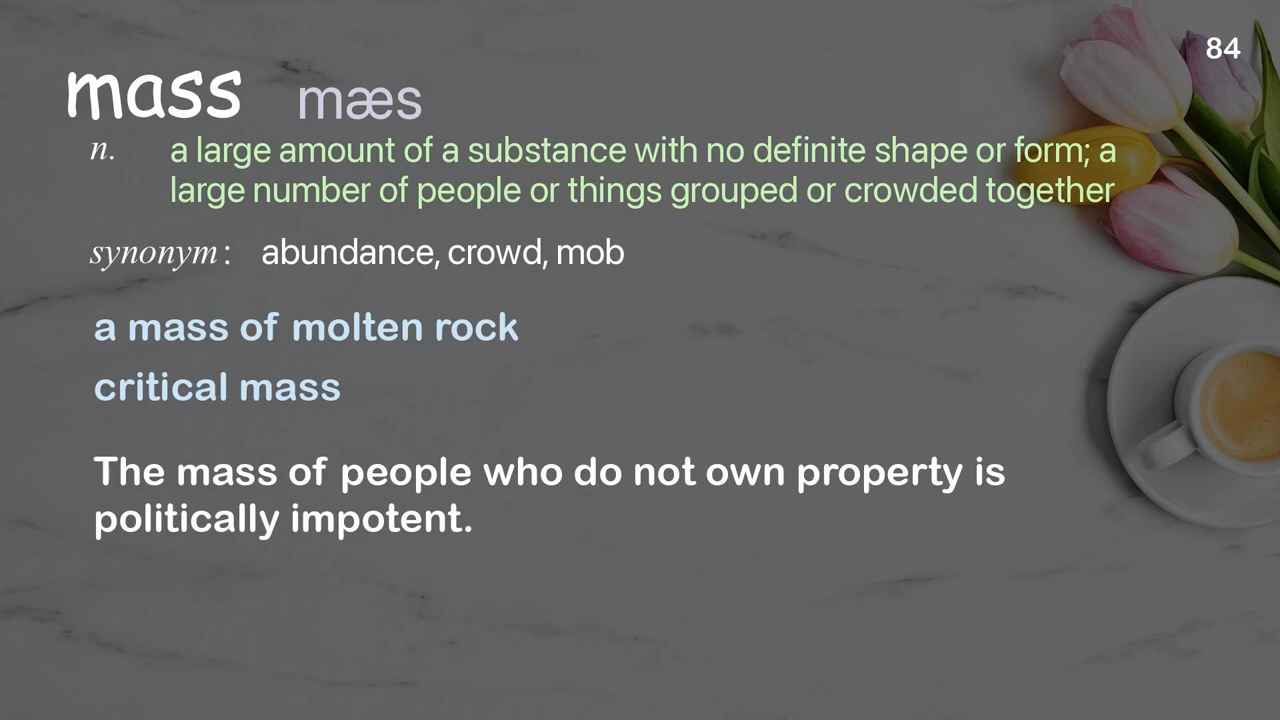 84
mass mæs
n. a large amount of a substance with no definite shape or form; a
large number of people or things grouped or crowded together
synonym: abundance, crowd, mob
a mass of molten rock
critical mass
The mass of people who do not own property is
politically impotent.